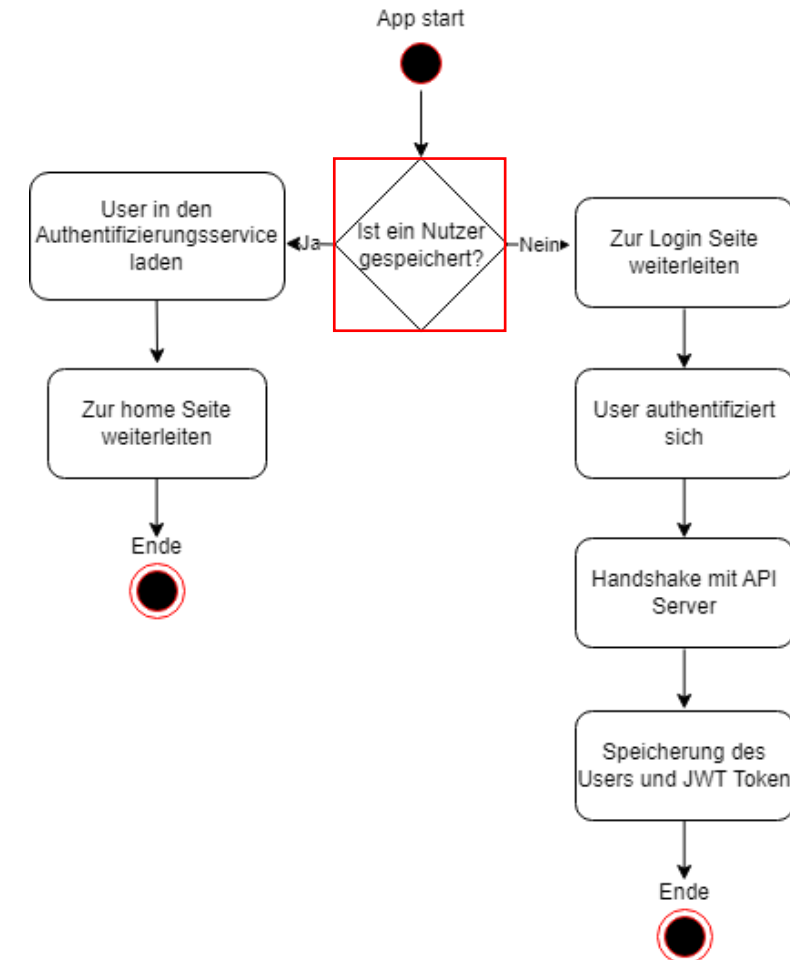 App start
Ist ein Nutzer
gespeichert?
Ja
Nein
User in den
Authentifizierungsservice
laden
Zur home Seite
weiterleiten
Ende
Zur Login Seite
weiterleiten
User authentifiziert
sich
Handshake mit API
Server
Speicherung des
Users und JWT Token
Ende